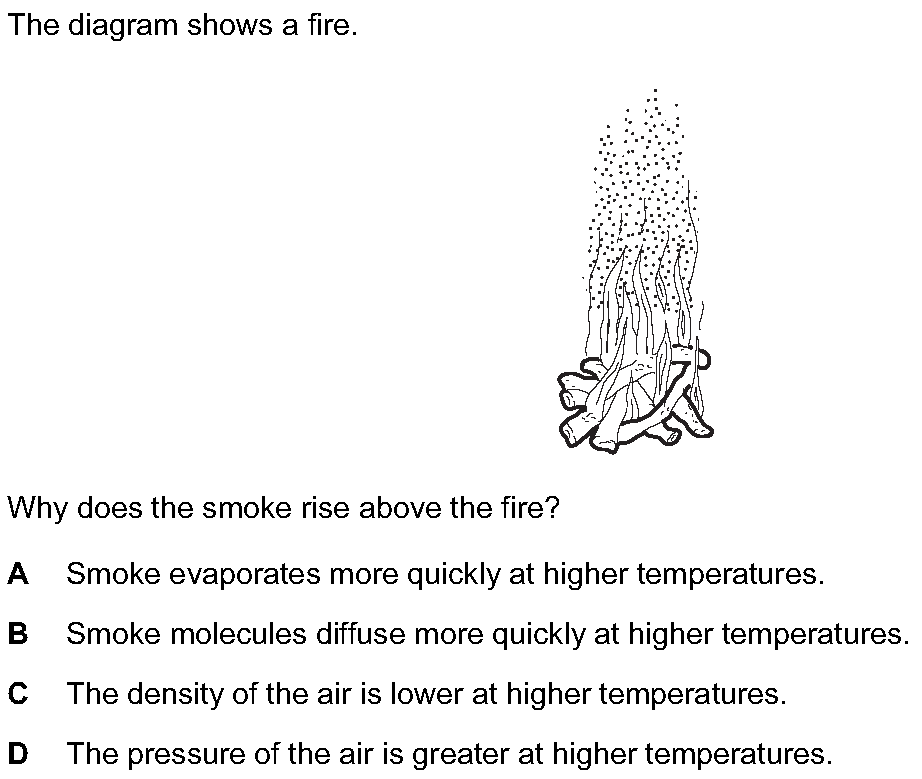 The diagram shows a fire.
Why does the smoke rise above the fire?
A Smoke evaporates more quickly at higher temperatures.
B Smoke molecules diffuse more quickly at higher temperatures.
C The density of the air is lower at higher temperatures.
D The pressure of the air is greater at higher temperatures.